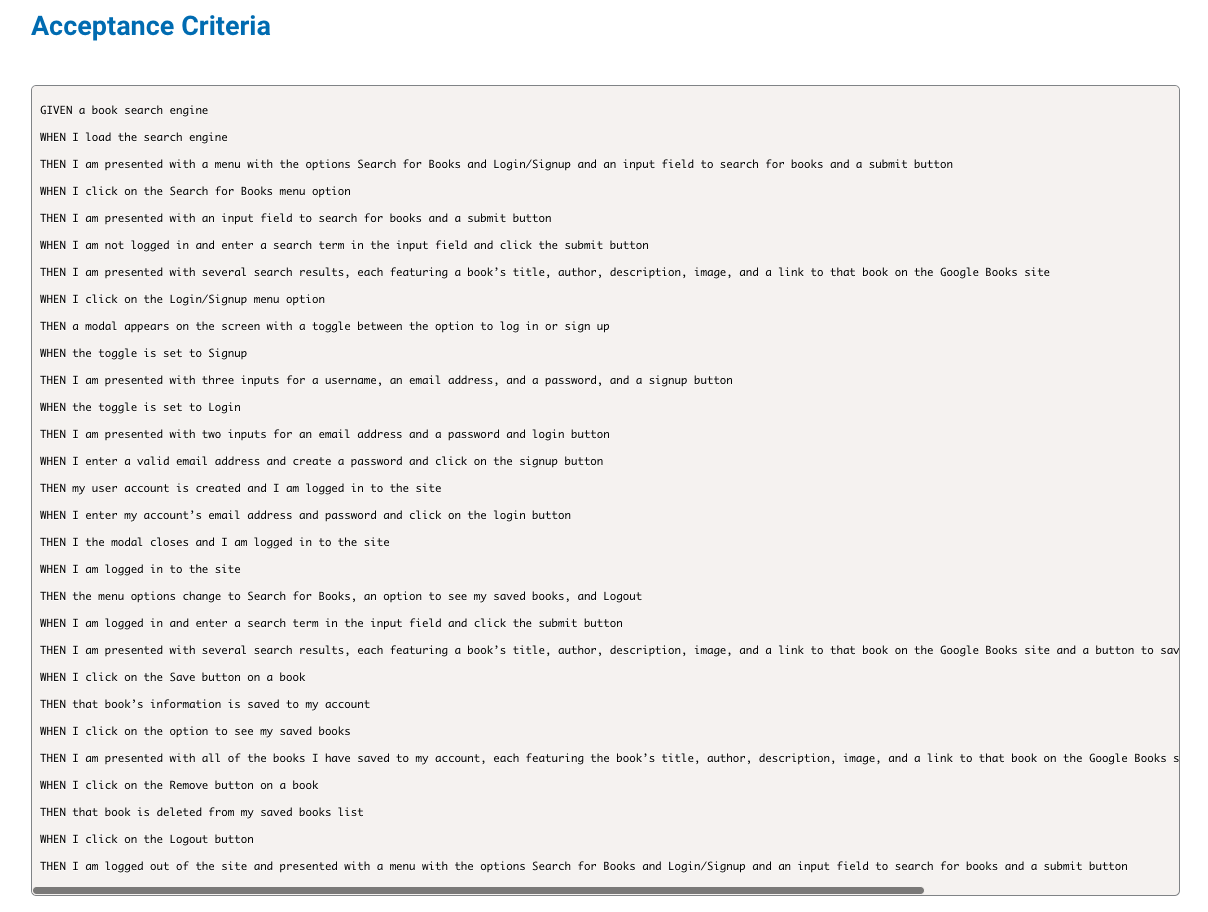 Acceptance Criteria
GIVEN a book search engine
WHEN I load the search engine
THEN I am presented with a menu with the options Search for Books and Login/Signup and an input field to search for books and a submit button
WHEN I click on the Search for Books menu option
THEN I am presented with an input field to search for books and a submit button
WHEN I am not logged in and enter a search term in the input field and click the submit button
THEN I am presented with several search results, each featuring a book’s title, author, description, image, and a link to that book on the Google Books site
WHEN I click on the Login/Signup menu option
THEN a modal appears on the screen with a toggle between the option to log in or sign up
WHEN the toggle is set to Signup
THEN I am presented with three inputs for a username, an email address, and a password, and a signup button
WHEN the toggle is set to Login
THEN I am presented with two inputs for an email address and a password and login button
WHEN I enter a valid email address and create a password and click on the signup button
THEN my user account is created and I am logged in to the site
WHEN I enter my account’s email address and password and click on the login button
THEN I the modal closes and I am logged in to the site
WHEN I am logged in to the site
THEN the menu options change to Search for Books, an option to see my saved books, and Logout
WHEN I am logged in and enter a search term in the input field and click the submit button
THEN I am presented with several search results, each featuring a book’s title, author, description, image, and a link to that book on the Google Books site and a button to sav
WHEN I click on the Save button on a book
THEN that book’s information is saved to my account
WHEN I click on the option to see my saved books
THEN I am presented with all of the books I have saved to my account, each featuring the book’s title, author, description, image, and a link to that book on the Google Books s
WHEN I click on the Remove button on a book
THEN that book is deleted from my saved books list
WHEN I click on the Logout button
THEN I am logged out of the site and presented with a menu with the options Search for Books and Login/Signup and an input field to search for books and a submit button